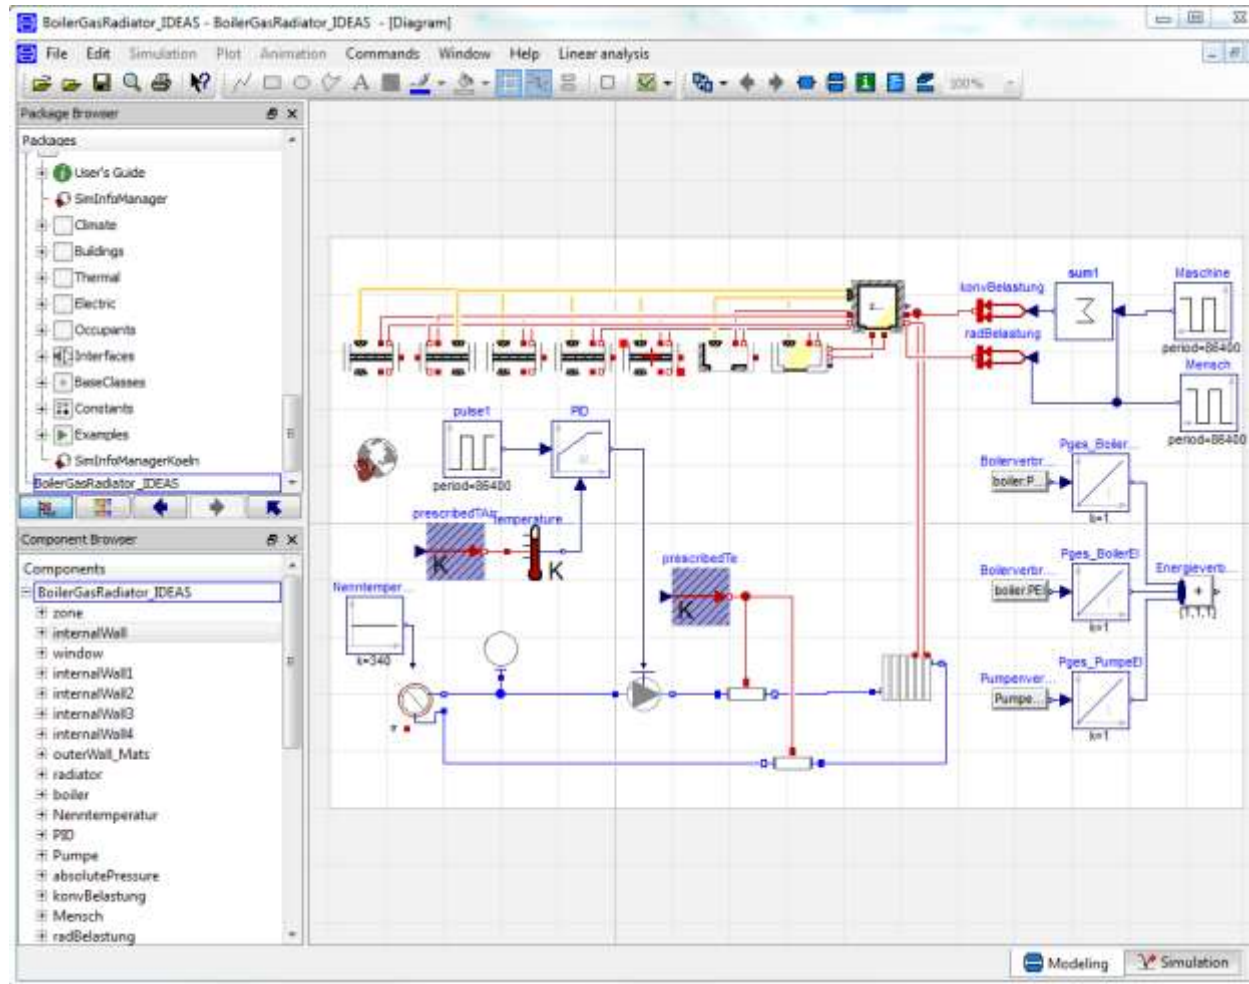 BoilerGasRadiator_IDEAS - BoilerGasRadiator_IDEAS - [Diagram]
File Edit Simulation Plot Animation Commands Window Help Linear analysis
100%
Package Browser
Packages
User's Guide
SimInfoManager
Climate
Buildings
Thermal
Electric
Occupants
Interfaces
BaseClasses
Constants
Examples
SimInfoManagerKoeln
BoilerGasRadiator_IDEAS
Component Browser
Components
BoilerGasRadiator_IDEAS
zone
internalWall
window
internalWall1
internalWall2
internalWall3
internalWall4
outerWall_Mats
radiator
boiler
Nenntemperatur
PID
Pumpe
absolutePressure
konvBelastung
Mensch
radBelastung
konvBelastung
sum1
Maschine
period=86400
radBelastung
Mensch
period=86400
pulse1
PID
period=86400
temperature
K
K
prescribedTe
K
Nenntemper...
k=340
Boilerverbr...
boiler.P...
Pges_Boiler...
k=1
Boilerverbr...
boiler.PEl
Pges_BoilerEl
k=1
Energieverb...
+
{1,1,1}
Pumpenver...
Pumpe...
Pges_PumpeEl
k=1
Modeling
Simulation